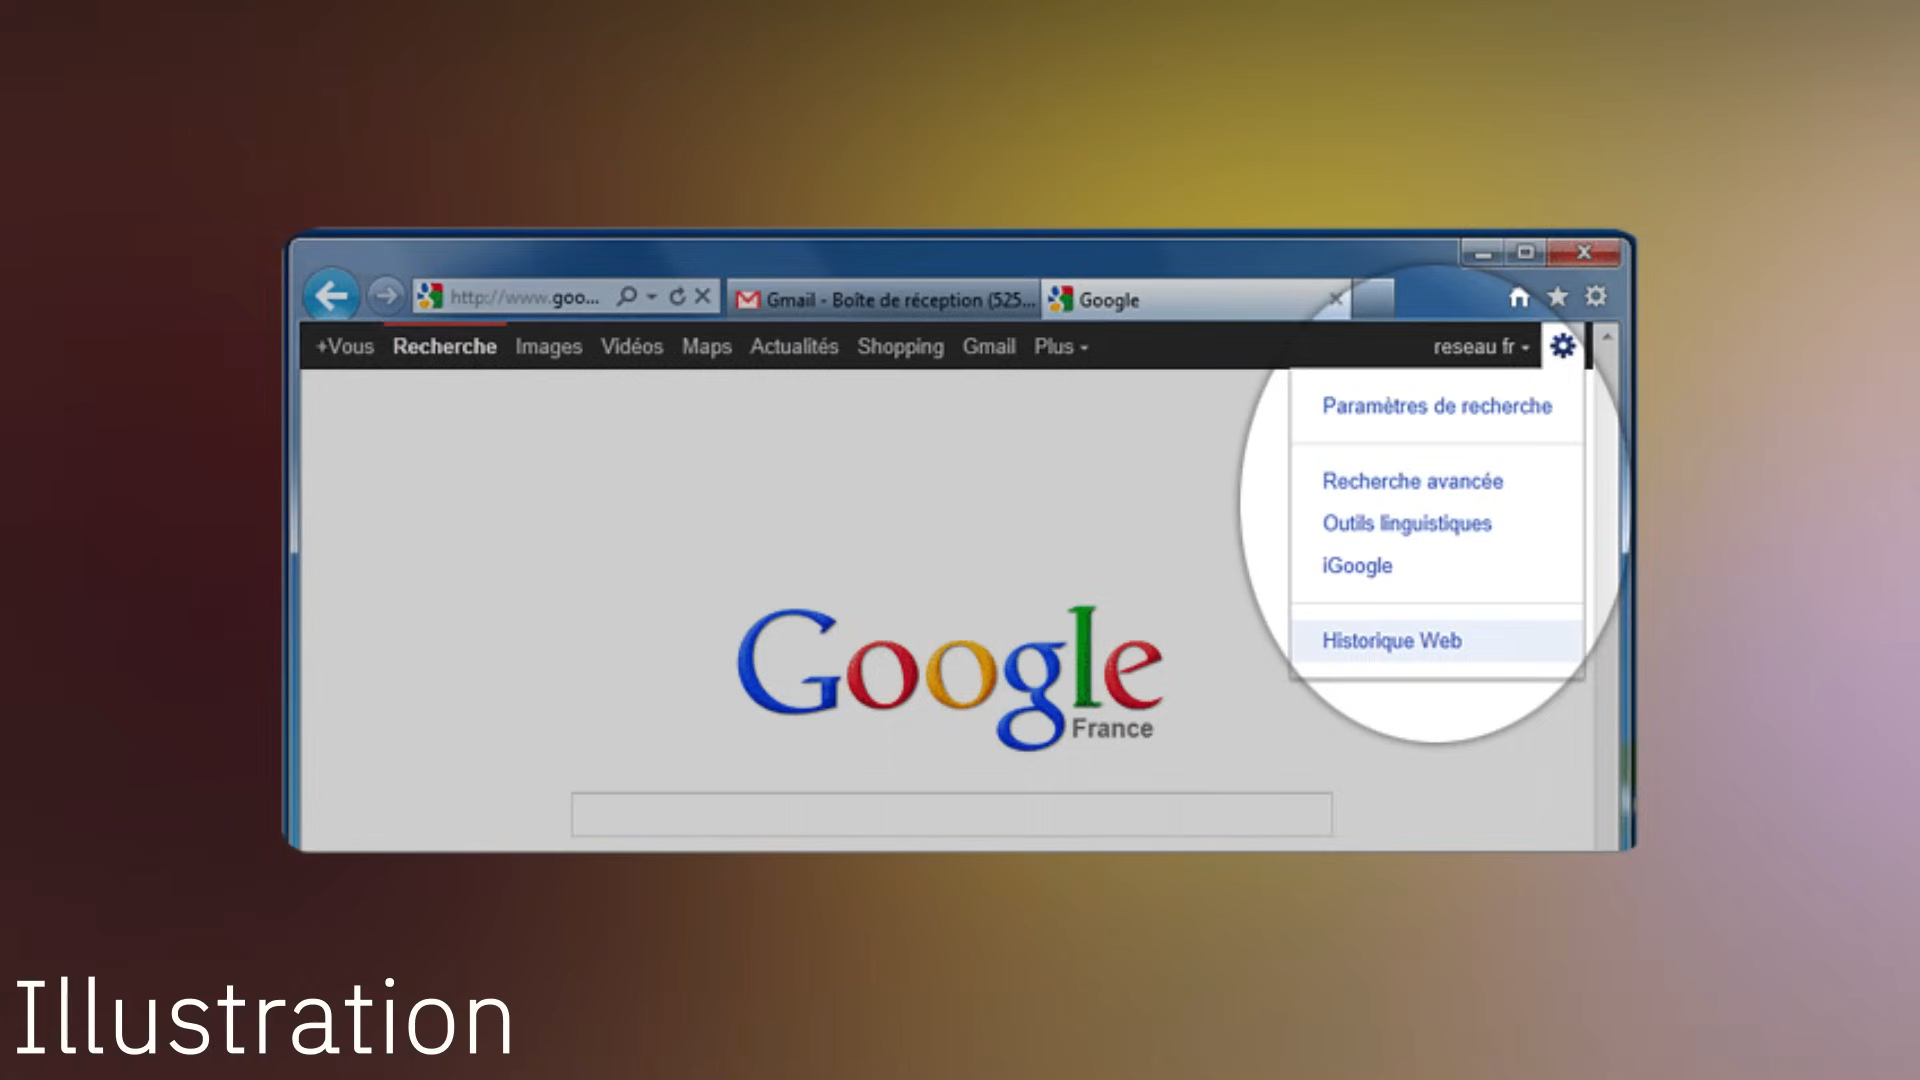 http://www.goo...
Gmail - Boîte de réception (525...
Google
+Vous Recherche Images Vidéos Maps Actualités Shopping Gmail Plus
reseau fr
Paramètres de recherche
Recherche avancée
Outils linguistiques
iGoogle
Historique Web
Google
France
Illustration